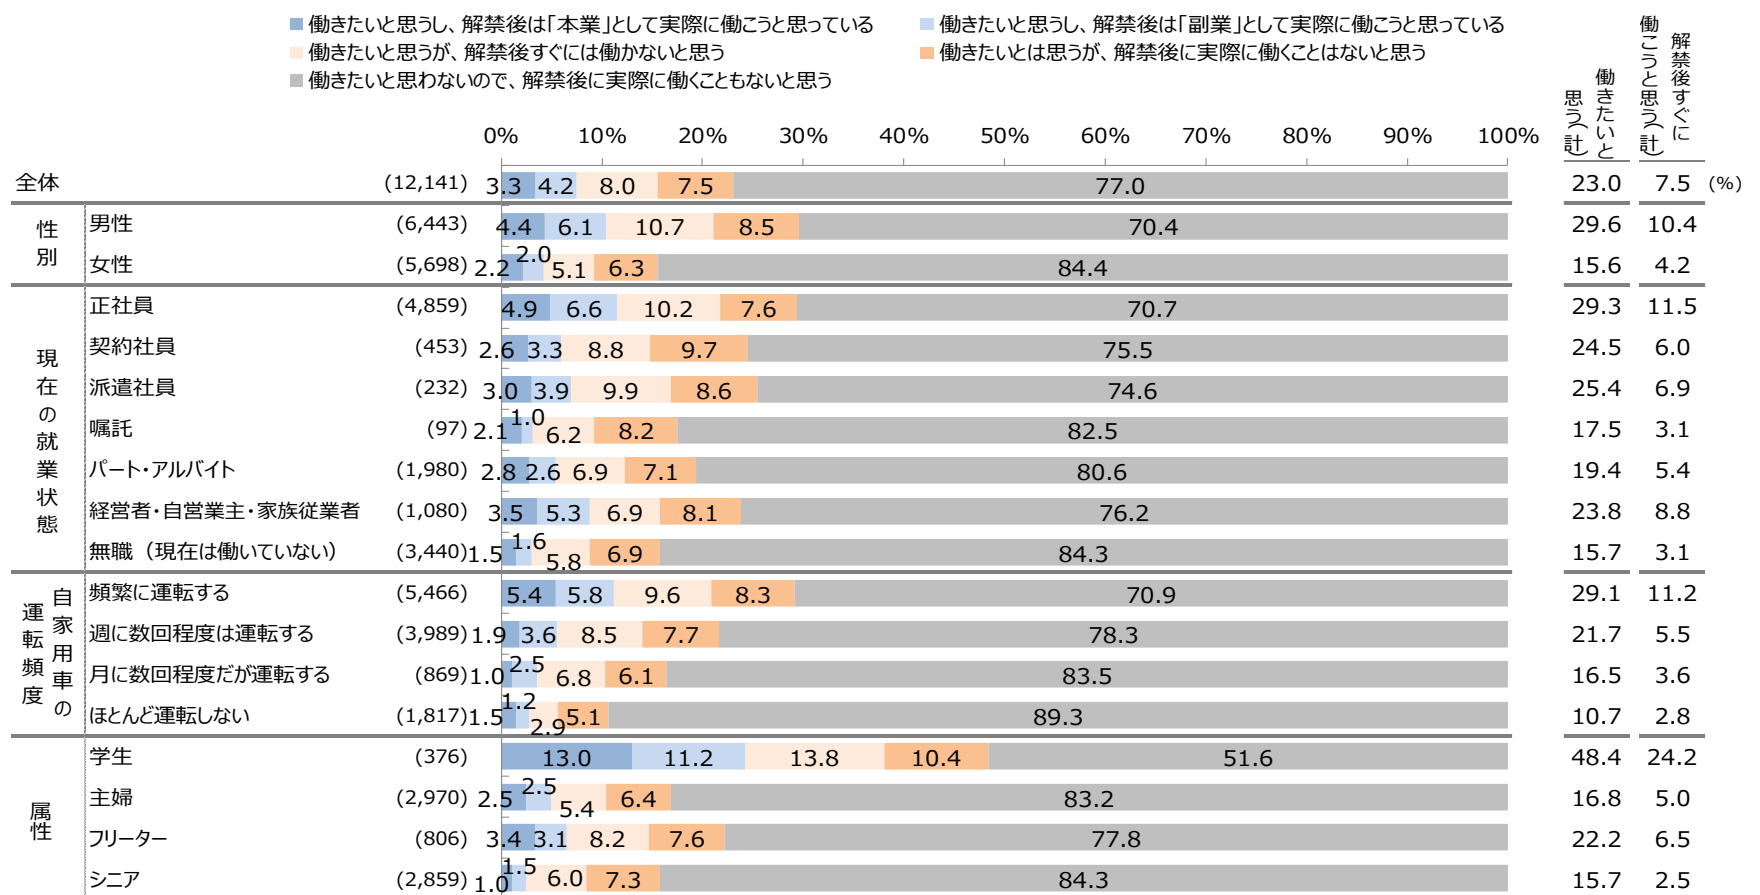 働きたいと思うし、解禁後は「本業」として実際に働こうと思っている
働きたいと思うし、解禁後は「副業」として実際に働こうと思っている
働きたいと思うが、解禁後すぐには働かないと思う
働きたいとは思うが、解禁後に実際に働くことはないと思う
働きたいと思わないので、解禁後に実際に働くこともないと思う
働きたいと思う(計)
解禁後すぐに働こうと思う(計)
0% 10% 20% 30% 40% 50% 60% 70% 80% 90% 100%
全体 (12,141) 3.3 4.2 8.0 7.5 77.0 23.0 7.5 (%)
性別
男性 (6,443) 4.4 6.1 10.7 8.5 70.4 29.6 10.4
女性 (5,698) 2.2 2.0 5.1 6.3 84.4 15.6 4.2
現在の就業状態
正社員 (4,859) 4.9 6.6 10.2 7.6 70.7 29.3 11.5
契約社員 (453) 2.6 3.3 8.8 9.7 75.5 24.5 6.0
派遣社員 (232) 3.0 3.9 9.9 8.6 74.6 25.4 6.9
嘱託 (97) 2.1 1.0 6.2 8.2 82.5 17.5 3.1
パート・アルバイト (1,980) 2.8 2.6 6.9 7.1 80.6 19.4 5.4
経営者・自営業主・家族従業者 (1,080) 3.5 5.3 6.9 8.1 76.2 23.8 8.8
無職（現在は働いていない） (3,440) 1.5 1.6 5.8 6.9 84.3 15.7 3.1
自家用車の運転頻度
頻繁に運転する (5,466) 5.4 5.8 9.6 8.3 70.9 29.1 11.2
週に数回程度は運転する (3,989) 1.9 3.6 8.5 7.7 78.3 21.7 5.5
月に数回程度だが運転する (869) 1.0 2.5 6.8 6.1 83.5 16.5 3.6
ほとんど運転しない (1,817) 1.5 1.2 2.9 5.1 89.3 10.7 2.8
属性
学生 (376) 13.0 11.2 13.8 10.4 51.6 48.4 24.2
主婦 (2,970) 2.5 2.5 5.4 6.4 83.2 16.8 5.0
フリーター (806) 3.4 3.1 8.2 7.6 77.8 22.2 6.5
シニア (2,859) 1.0 1.5 6.0 7.3 84.3 15.7 2.5